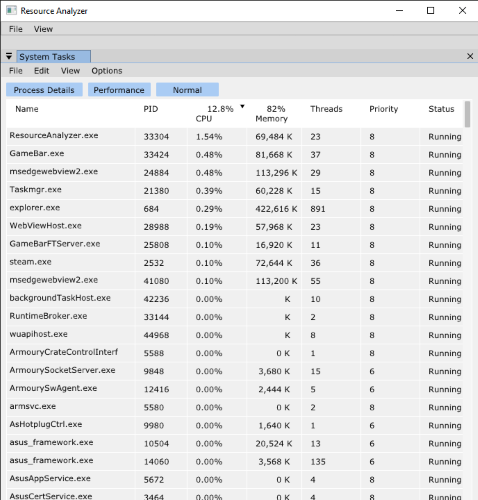 Resource Analyzer
File View
System Tasks
File Edit View Options
Process Details Performance Normal
12.8% 82%
Name PID CPU Memory Threads Priority Status
ResourceAnalyzer.exe 33304 1.54% 69,484 K 23 8 Running
GameBar.exe 33424 0.48% 81,668 K 37 8 Running
msedgewebview2.exe 24884 0.48% 113,296 K 29 8 Running
Taskmgr.exe 21380 0.39% 60,228 K 15 8 Running
explorer.exe 684 0.29% 422,616 K 891 8 Running
WebViewHost.exe 28988 0.19% 57,968 K 23 8 Running
GameBarFTServer.exe 25808 0.10% 16,920 K 11 8 Running
steam.exe 2532 0.10% 72,644 K 36 8 Running
msedgewebview2.exe 41080 0.10% 113,200 K 55 8 Running
backgroundTaskHost.exe 42236 0.00% K 10 8 Running
RuntimeBroker.exe 33144 0.00% K 2 8 Running
wuapihost.exe 44968 0.00% K 8 8 Running
ArmouryCrateControlInterf 5588 0.00% 0 K 1 8 Running
ArmourySocketServer.exe 9848 0.00% 3,680 K 15 6 Running
ArmourySwAgent.exe 12416 0.00% 2,444 K 5 6 Running
armsvc.exe 5580 0.00% 0 K 2 8 Running
AsHotplugCtrl.exe 9980 0.00% 1,640 K 1 6 Running
asus_framework.exe 10504 0.00% 20,524 K 13 6 Running
asus_framework.exe 14060 0.00% 3,568 K 135 6 Running
AsusAppService.exe 5672 0.00% 0 K 4 8 Running
AsusCertService.exe 3464 0.00% 0 K 4 8 Running